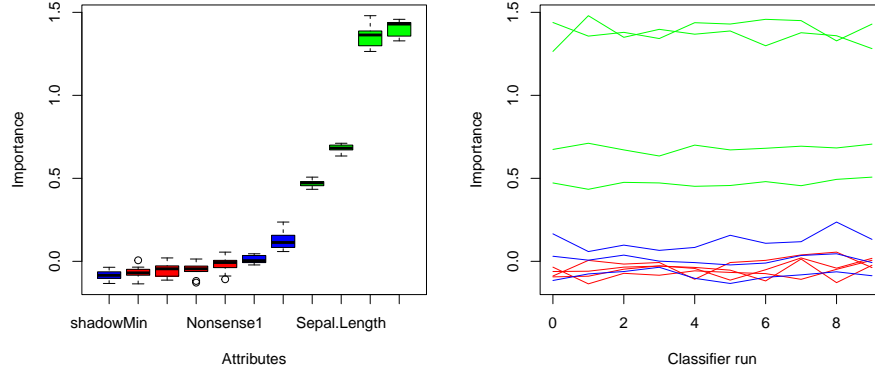 Importance
0.0
0.5
1.0
1.5
shadowMin
Nonsense1
Sepal.Length
Attributes
Importance
0.0
0.5
1.0
1.5
0
2
4
6
8
Classifier run